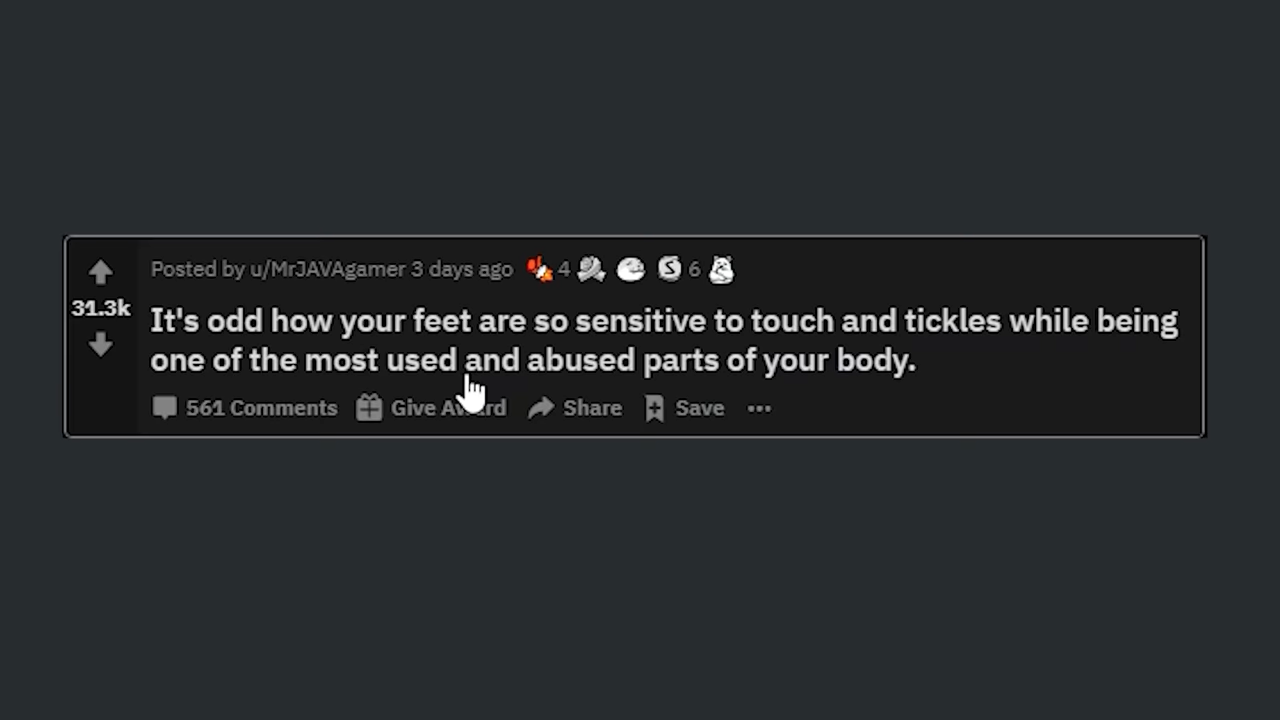 Posted by u/MrJAVAgamer 3 days ago 4 6
31.3k
It's odd how your feet are so sensitive to touch and tickles while being
one of the most used and abused parts of your body.
561 Comments Give Award Share Save